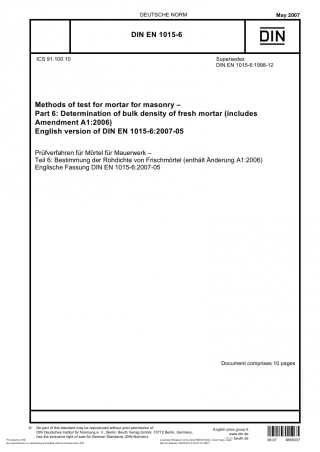 DEUTSCHE NORM
May 2007
DIN EN 1015-6
DIN
ICS 91.100.10
Supersedes
DIN EN 1015-6:1998-12
Methods of test for mortar for masonry –
Part 6: Determination of bulk density of fresh mortar (includes
Amendment A1:2006)
English version of DIN EN 1015-6:2007-05
Prüfverfahren für Mörtel für Mauerwerk –
Teil 6: Bestimmung der Rohdichte von Frischmörtel (enthält Änderung A1:2006)
Englische Fassung DIN EN 1015-6:2007-05
Document comprises 10 pages
No part of this standard may be reproduced without prior permission of
DIN Deutsches Institut für Normung e. V., Berlin. Beuth Verlag GmbH, 10772 Berlin, Germany,
has the exclusive right of sale for German Standards (DIN-Normen).
English price group 8
www.din.de
www.beuth.de